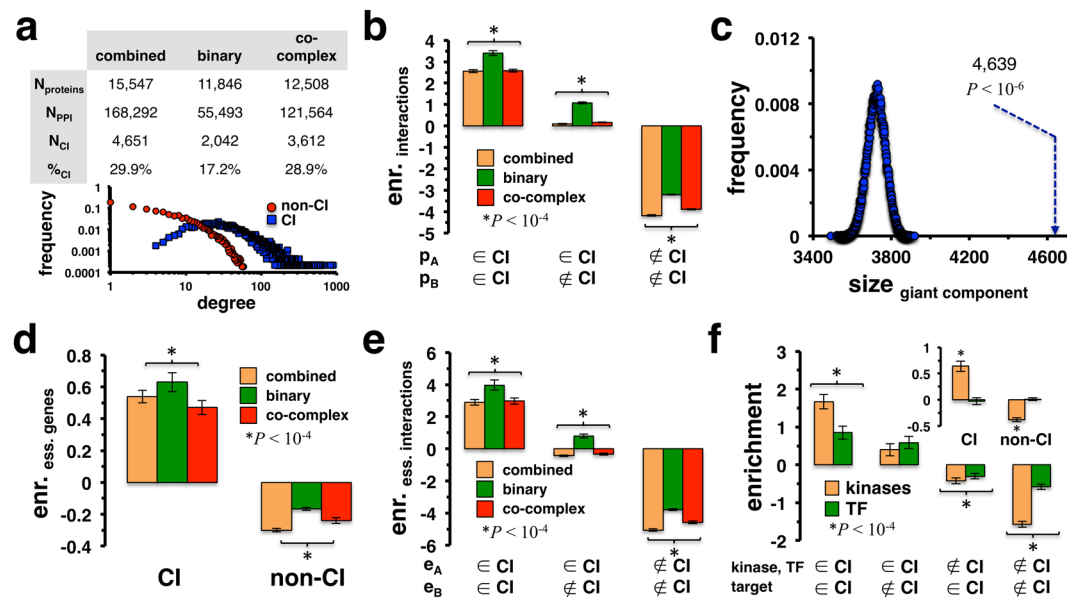 a
combined binary co-complex
N proteins 15,547 11,846 12,508
N PPI 168,292 55,493 121,564
N CI 4,651 2,042 3,612
% CI 29.9% 17.2% 28.9%
frequency
1
0.1
0.01
0.001
0.0001
non-CI
CI
1 10 100 1000
degree
b
enr. interactions
4
3
2
1
0
-1
-2
-3
-4
-5
*
*
combined
binary
co-complex
*P < 10-4
*
pA ∈ CI ∈ CI ∉ CI
pB ∈ CI ∉ CI ∉ CI
c
frequency
0.012
0.008
0.004
0
4,639
P < 10-6
3400 3800 4200 4600
size giant component
d
enr. ess. genes
0.8
0.6
0.4
0.2
0
-0.2
-0.4
*
combined
binary
co-complex
*P < 10-4
*
CI non-CI
e
enr. ess. interactions
6
4
2
0
-2
-4
-6
*
*
combined
binary
co-complex
*P < 10-4
*
eA ∈ CI ∈ CI ∉ CI
eB ∈ CI ∉ CI ∉ CI
f
enrichment
3
2
1
0
-1
-2
*
1
0.5
0
-0.5
*
*
CI non-CI
kinases
TF
*P < 10-4
*
*
kinase, TF ∈ CI ∈ CI ∉ CI ∉ CI
target ∈ CI ∉ CI ∈ CI ∉ CI